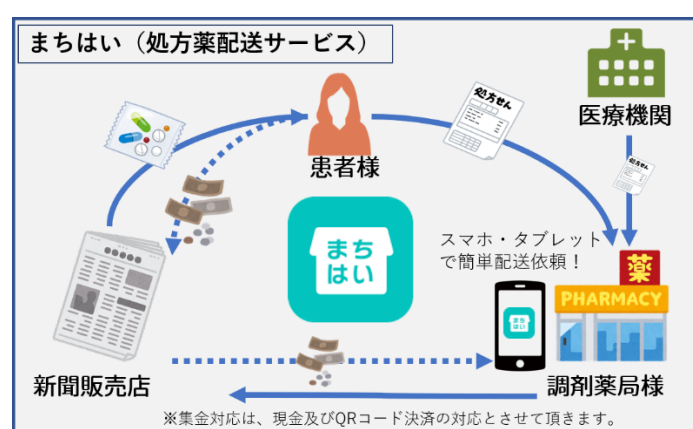 まちはい（処方薬配送サービス）
医療機関
処方せん
患者様
スマホ・タブレット
で簡単配送依頼！
まち
はい
薬
PHARMACY
まち
はい
新聞販売店
調剤薬局様
※集金対応は、現金及びQRコード決済の対応とさせて頂きます。